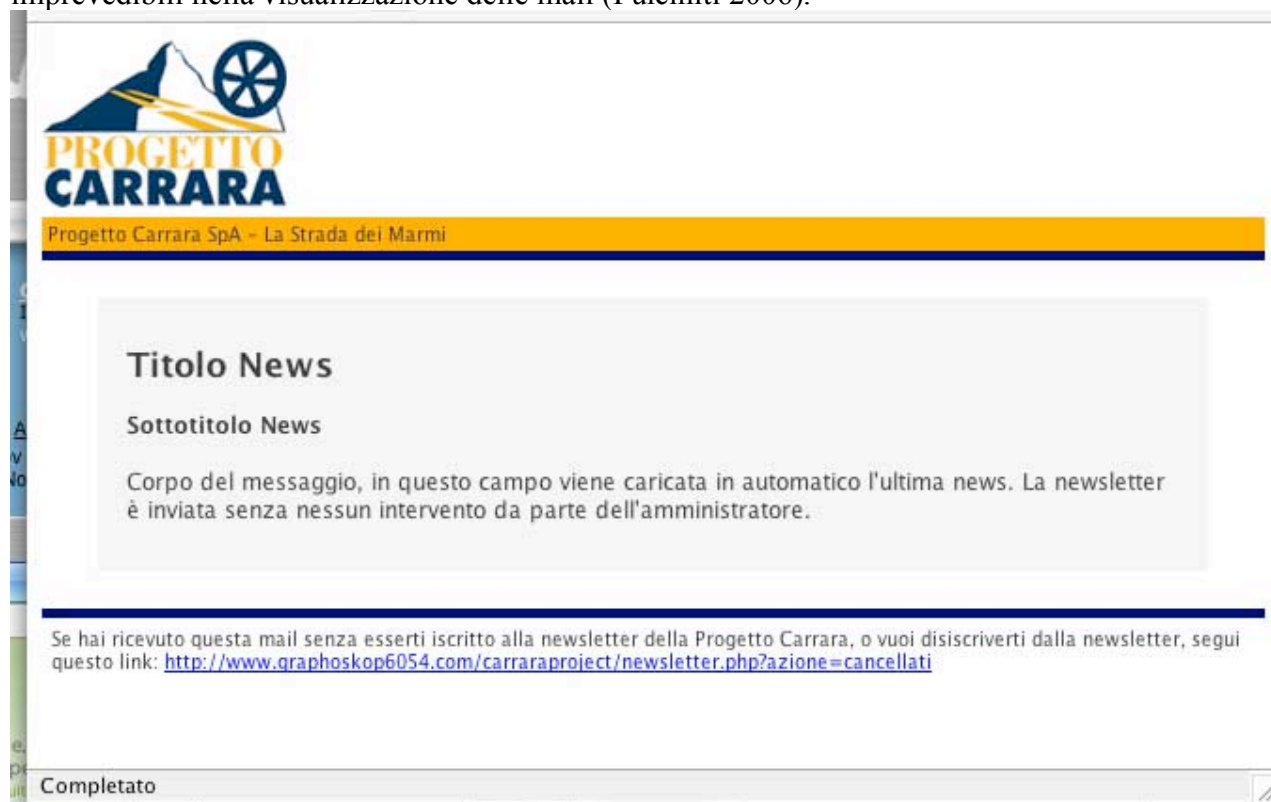 imprevedibili nella visualizzazione delle mail (Pulcinili 2006).
PROGETTO
CARRARA
Progetto Carrara SpA - La Strada dei Marmi
Titolo News
Sottotitolo News
Corpo del messaggio, in questo campo viene caricata in automatico l'ultima news. La newsletter
è inviata senza nessun intervento da parte dell'amministratore.
Se hai ricevuto questa mail senza esserti iscritto alla newsletter della Progetto Carrara, o vuoi disiscriverti dalla newsletter, segui
questo link: http://www.graphoskop6054.com/carraraproject/newsletter.php?azione=cancellati
Completato